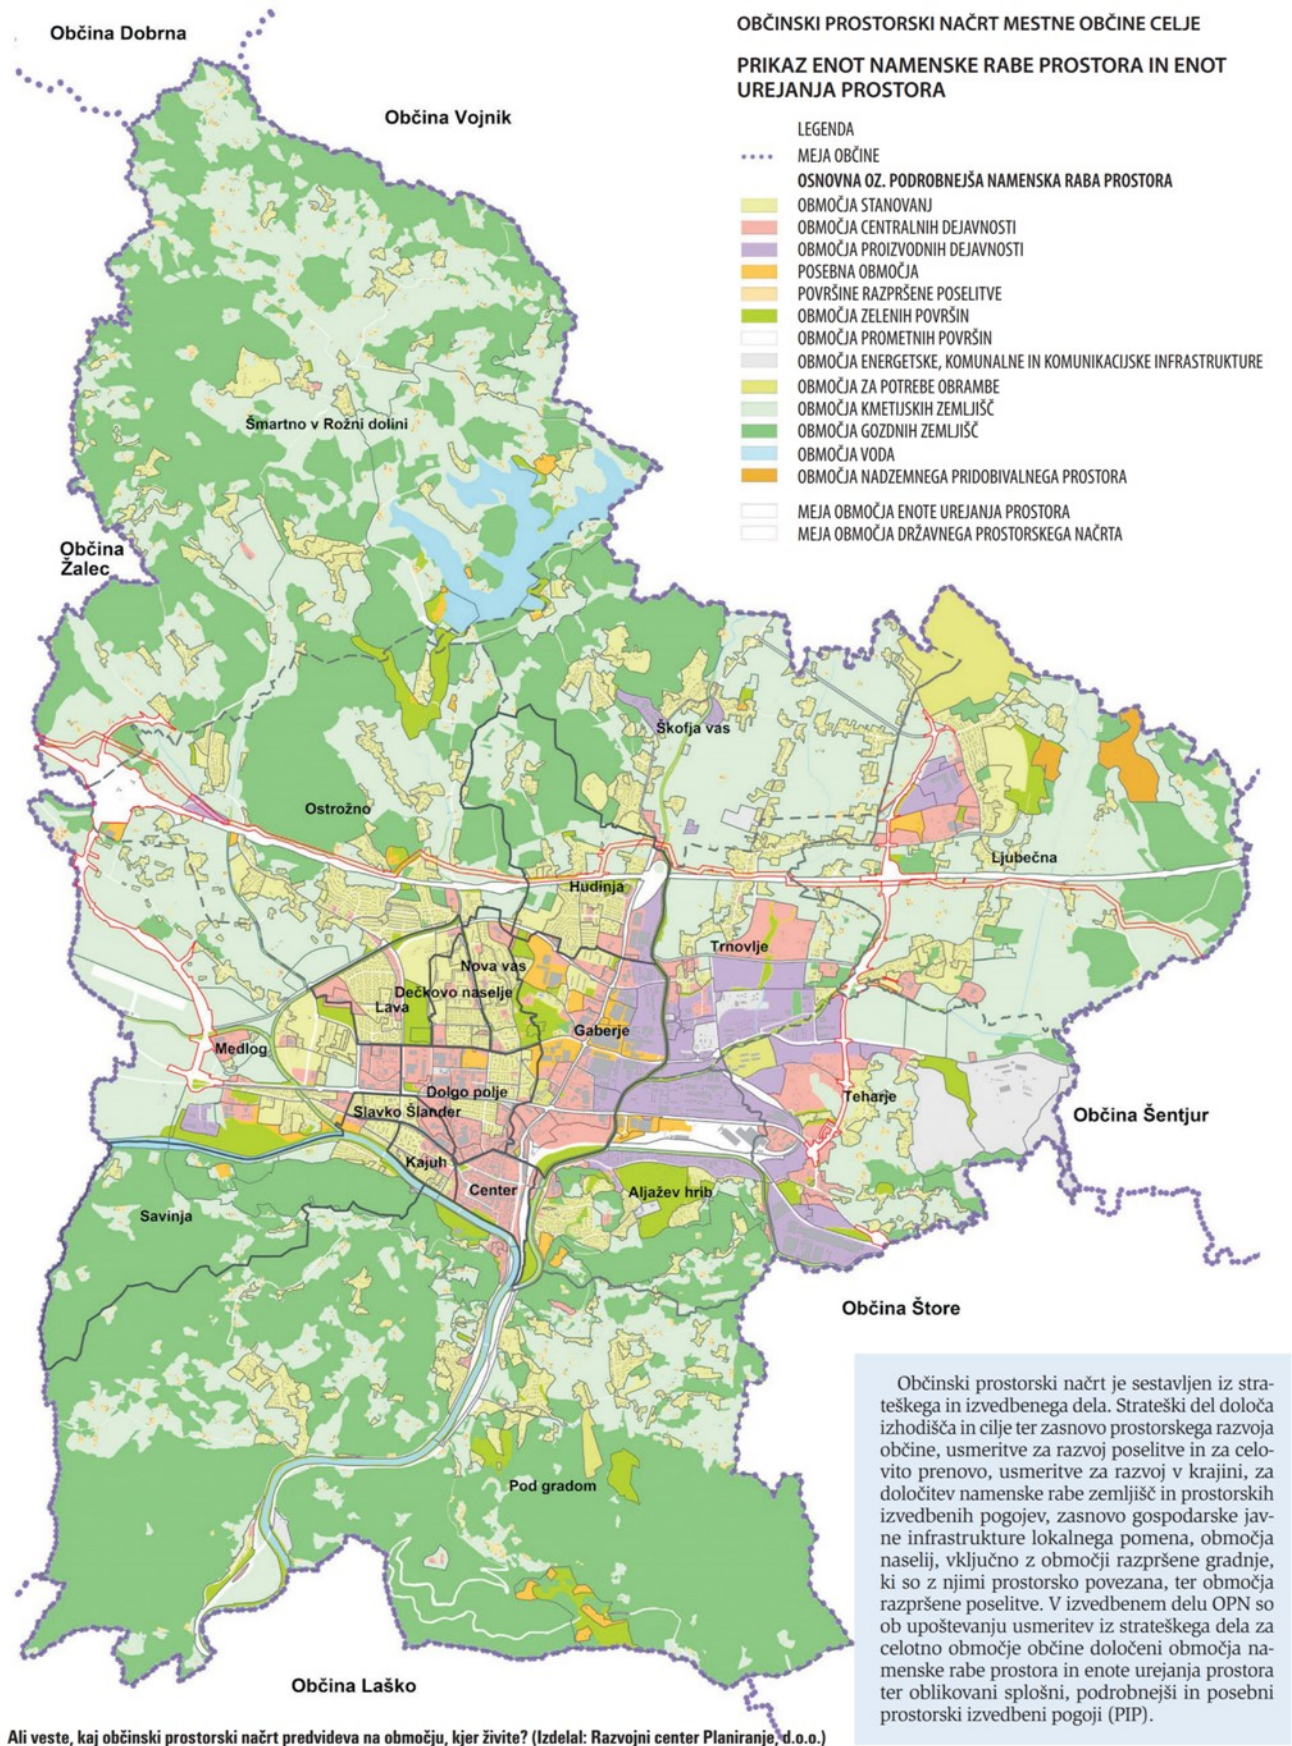 OBČINSKI PROSTORSKI NAČRT MESTNE OBČINE CELJE
PRIKAZ ENOT NAMENSKE RABE PROSTORA IN ENOT
UREJANJA PROSTORA
LEGENDA
MEJA OBČINE
OSNOVNA OZ. PODROBNEJŠA NAMENSKA RABA PROSTORA
OBMOČJA STANOVANJ
OBMOČJA CENTRALNIH DEJAVNOSTI
OBMOČJA PROIZVODNIH DEJAVNOSTI
POSEBNA OBMOČJA
POVRŠINE RAZPRŠENE POSELITVE
OBMOČJA ZELENIH POVRŠIN
OBMOČJA PROMETNIH POVRŠIN
OBMOČJA ENERGETSKE, KOMUNALNE IN KOMUNIKACIJSKE INFRASTRUKTURE
OBMOČJA ZA POTREBE OBRAMBE
OBMOČJA KMETIJSKIH ZEMLJIŠČ
OBMOČJA GOZDNIH ZEMLJIŠČ
OBMOČJA VODA
OBMOČJA NADZEMNEGA PRIDOBIVALNEGA PROSTORA
MEJA OBMOČJA ENOTE UREJANJA PROSTORA
MEJA OBMOČJA DRŽAVNEGA PROSTORSKEGA NAČRTA
Občina Dobrna
Občina Vojnik
Šmartno v Rožni dolini
Občina
Žalec
Škofja vas
Ostrožno
Ljubečna
Hudinja
Trnovlje
Nova vas
Dečkovo naselje
Lava
Gaberje
Medlog
Dolgo polje
Teharje
Slavko Šlander
Občina Šentjur
Kajuh
Center
Aljažev hrib
Savinja
Občina Štore
Pod gradom
Občina Laško
Občinski prostorski načrt je sestavljen iz stra-
teškega in izvedbenega dela. Strateški del določa
izhodišča in cilje ter zasnovo prostorskega razvoja
občine, usmeritve za razvoj poselitve in za celo-
vito prenovo, usmeritve za razvoj v krajini, za
določitev namenske rabe zemljišč in prostorskih
izvedbenih pogojev, zasnovo gospodarske jav-
ne infrastrukture lokalnega pomena, območja
naselij, vključno z območji razpršene gradnje,
ki so z njimi prostorsko povezana, ter območja
razpršene poselitve. V izvedbenem delu OPN so
ob upoštevanju usmeritev iz strateškega dela za
celotno območje občine določeni območja na-
menske rabe prostora in enote urejanja prostora
ter oblikovani splošni, podrobnejši in posebni
prostorski izvedbeni pogoji (PIP).
Ali veste, kaj občinski prostorski načrt predvideva na območju, kjer živite? (Izdelal: Razvojni center Planiranje, d.o.o.)